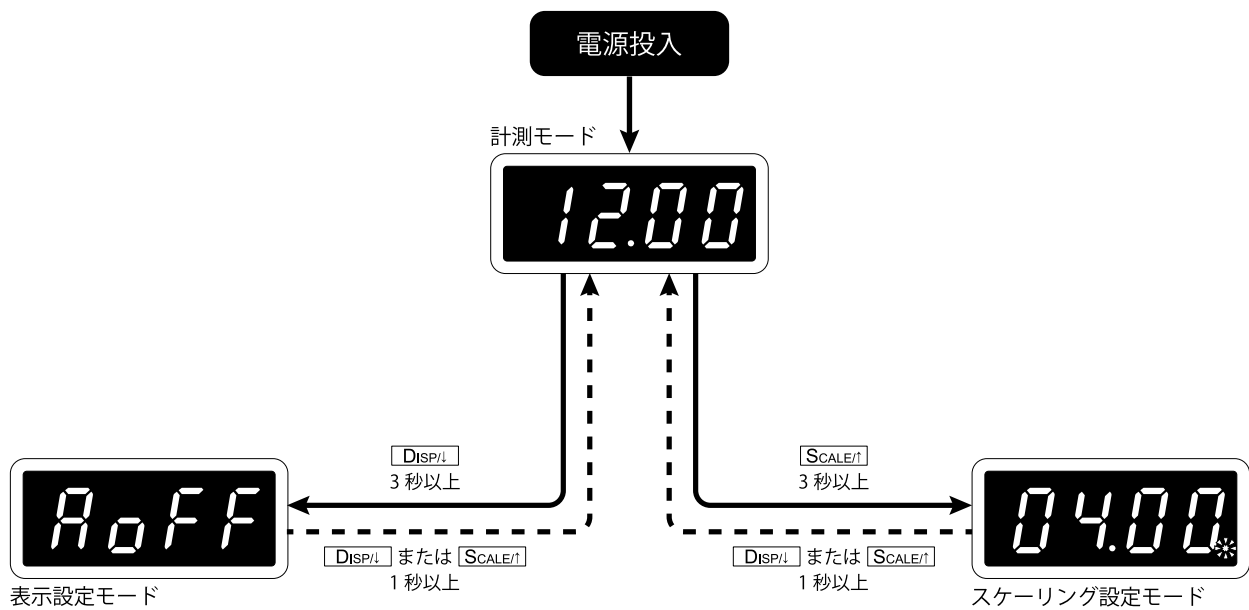 電源投入
計測モード
12.00
DISP/↓
3 秒以上
SCALE/↑
3 秒以上
AoFF
04.00
DISP/↓ または SCALE/↑
1 秒以上
DISP/↓ または SCALE/↑
1 秒以上
表示設定モード
スケーリング設定モード